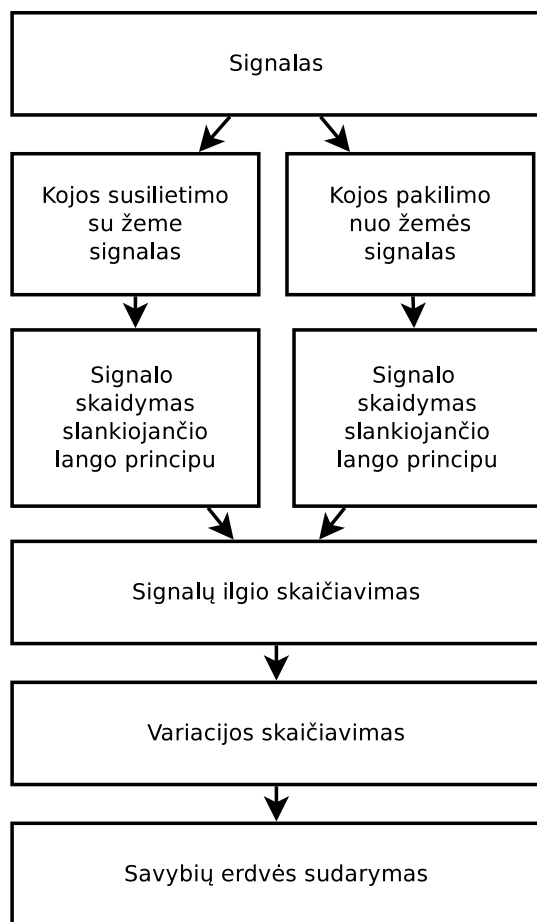 Signalas
Kojos susilietimo
su žeme
signalas
Kojos pakilimo
nuo žemės
signalas
Signalo
skaidymas
slankiojančio
lango principu
Signalo
skaidymas
slankiojančio
lango principu
Signalų ilgio skaičiavimas
Variacijos skaičiavimas
Savybių erdvės sudarymas